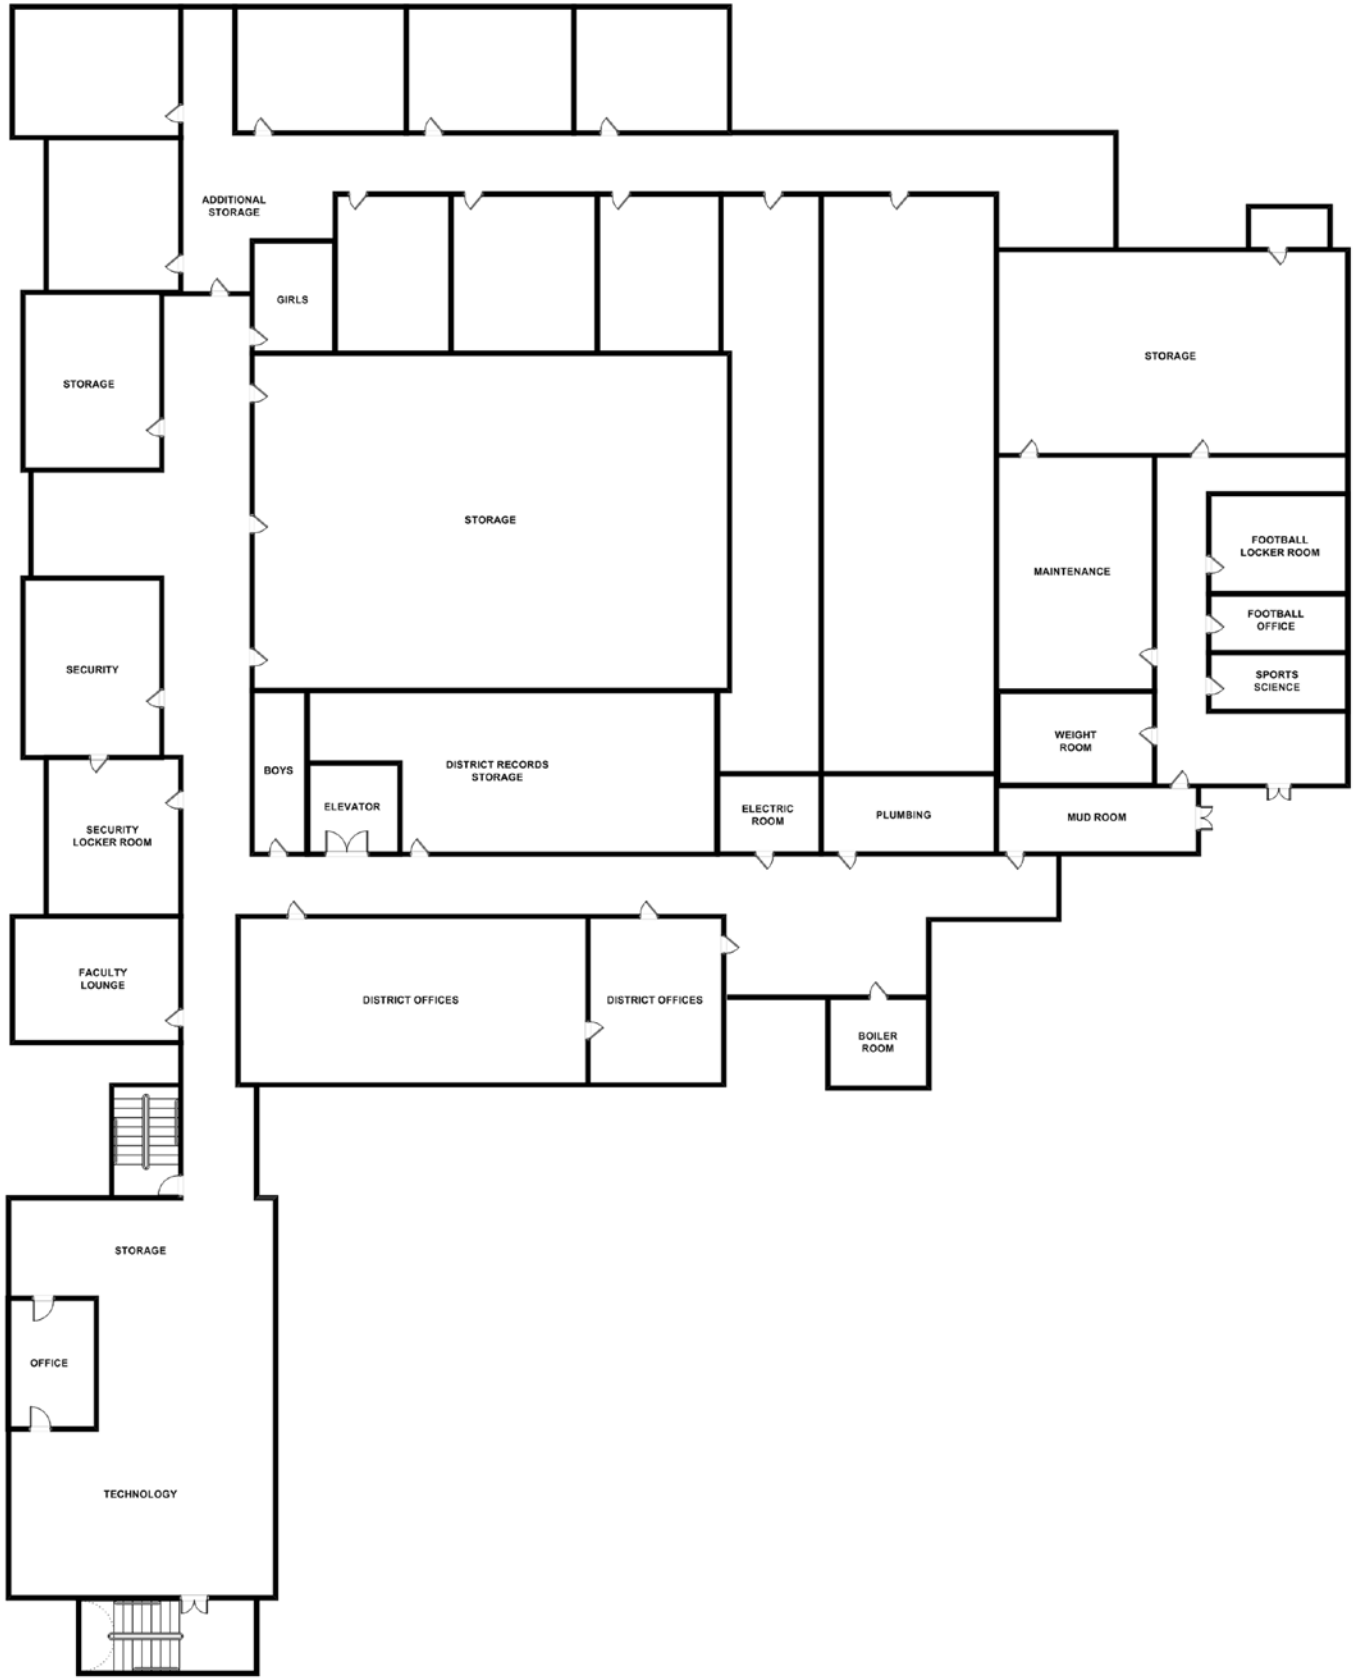 ADDITIONAL
STORAGE
GIRLS
STORAGE
STORAGE
STORAGE
FOOTBALL
LOCKER ROOM
MAINTENANCE
FOOTBALL
OFFICE
SECURITY
SPORTS
SCIENCE
WEIGHT
ROOM
BOYS
DISTRICT RECORDS
STORAGE
ELEVATOR
ELECTRIC
ROOM
PLUMBING
MUD ROOM
SECURITY
LOCKER ROOM
FACULTY
LOUNGE
DISTRICT OFFICES
DISTRICT OFFICES
BOILER
ROOM
STORAGE
OFFICE
TECHNOLOGY